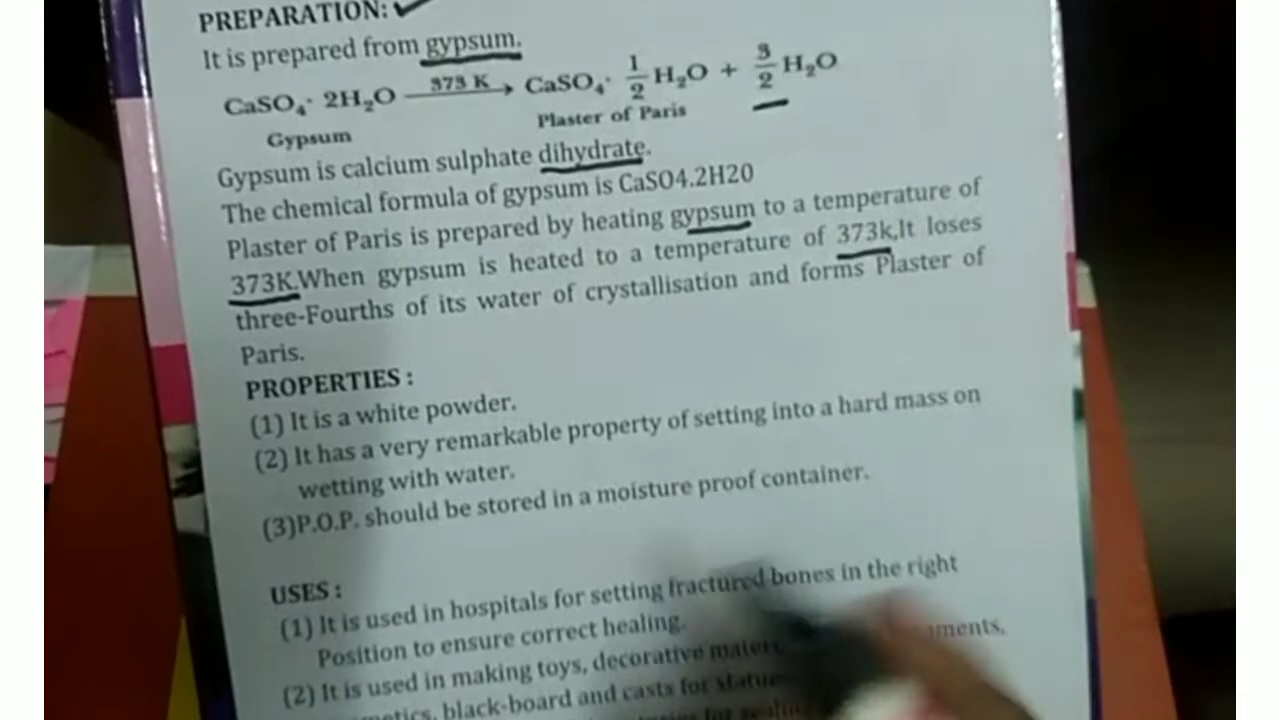 PREPARATION:
It is prepared from gypsum.
CaSO₄· 2H₂O 373 K → CaSO₄· 1/2 H₂O + 3/2 H₂O
Gypsum Plaster of Paris
Gypsum is calcium sulphate dihydrate.
The chemical formula of gypsum is CaSO4.2H20
Plaster of Paris is prepared by heating gypsum to a temperature of
373K.When gypsum is heated to a temperature of 373k,It loses
three-Fourths of its water of crystallisation and forms Plaster of
Paris.
PROPERTIES :
(1) It is a white powder.
(2) It has a very remarkable property of setting into a hard mass on
wetting with water.
(3)P.O.P. should be stored in a moisture proof container.
USES :
(1) It is used in hospitals for setting fractured bones in the right
Position to ensure correct healing.
(2) It is used in making toys, decorative
black-board and casts for